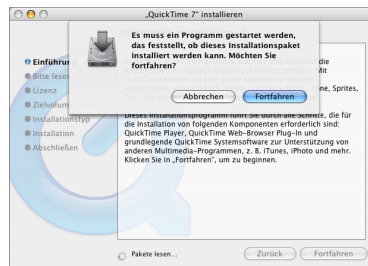 „QuickTime 7“ installieren
Es muss ein Programm gestartet werden,
das feststellt, ob dieses Installationspaket
installiert werden kann. Möchten Sie
fortfahren?
Abbrechen
Fortfahren
Einführung
Bitte lesen
Lizenz
Zielvolum
Installationstyp
Installation
Abschließen
für die
Mit
ne, Sprites,
Dieses Installationsprogramm führt Sie durch alle Schritte, die für
die Installation von folgenden Komponenten erforderlich sind:
QuickTime Player, QuickTime Web-Browser Plug-In und
grundlegende QuickTime Systemsoftware zur Unterstützung von
anderen Multimedia-Programmen, z. B. iTunes, iPhoto und mehr.
Klicken Sie in „Fortfahren“, um zu beginnen.
Pakete lesen...
Zurück
Fortfahren